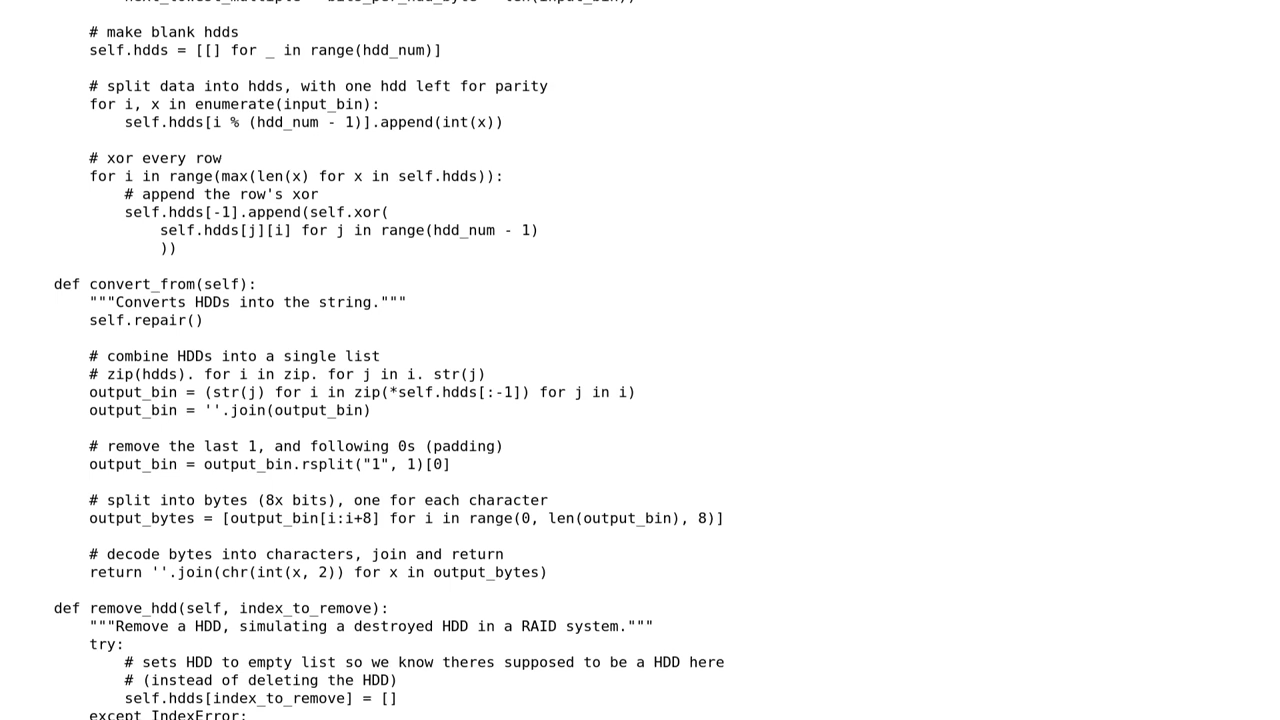 # make blank hdds
        self.hdds = [[] for _ in range(hdd_num)]

        # split data into hdds, with one hdd left for parity
        for i, x in enumerate(input_bin):
            self.hdds[i % (hdd_num - 1)].append(int(x))

        # xor every row
        for i in range(max(len(x) for x in self.hdds)):
            # append the row's xor
            self.hdds[-1].append(self.xor(
                self.hdds[j][i] for j in range(hdd_num - 1)
                ))

    def convert_from(self):
        """Converts HDDs into the string."""
        self.repair()

        # combine HDDs into a single list
        # zip(hdds). for i in zip. for j in i. str(j)
        output_bin = (str(j) for i in zip(*self.hdds[:-1]) for j in i)
        output_bin = ''.join(output_bin)

        # remove the last 1, and following 0s (padding)
        output_bin = output_bin.rsplit("1", 1)[0]

        # split into bytes (8x bits), one for each character
        output_bytes = [output_bin[i:i+8] for i in range(0, len(output_bin), 8)]

        # decode bytes into characters, join and return
        return ''.join(chr(int(x, 2)) for x in output_bytes)

    def remove_hdd(self, index_to_remove):
        """Remove a HDD, simulating a destroyed HDD in a RAID system."""
        try:
            # sets HDD to empty list so we know theres supposed to be a HDD here
            # (instead of deleting the HDD)
            self.hdds[index_to_remove] = []
        except IndexError: